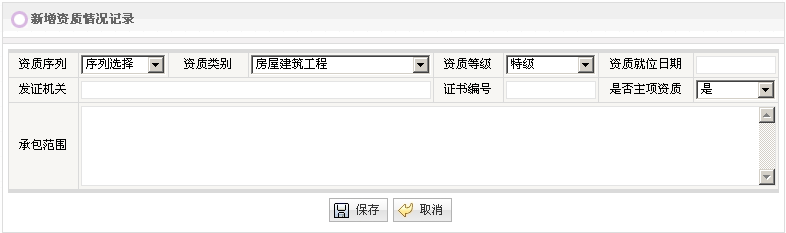 新增资质情况记录
资质序列 序列选择 资质类别 房屋建筑工程 资质等级 特级 资质就位日期
发证机关 证书编号 是否主项资质 是
承包范围
保存 取消